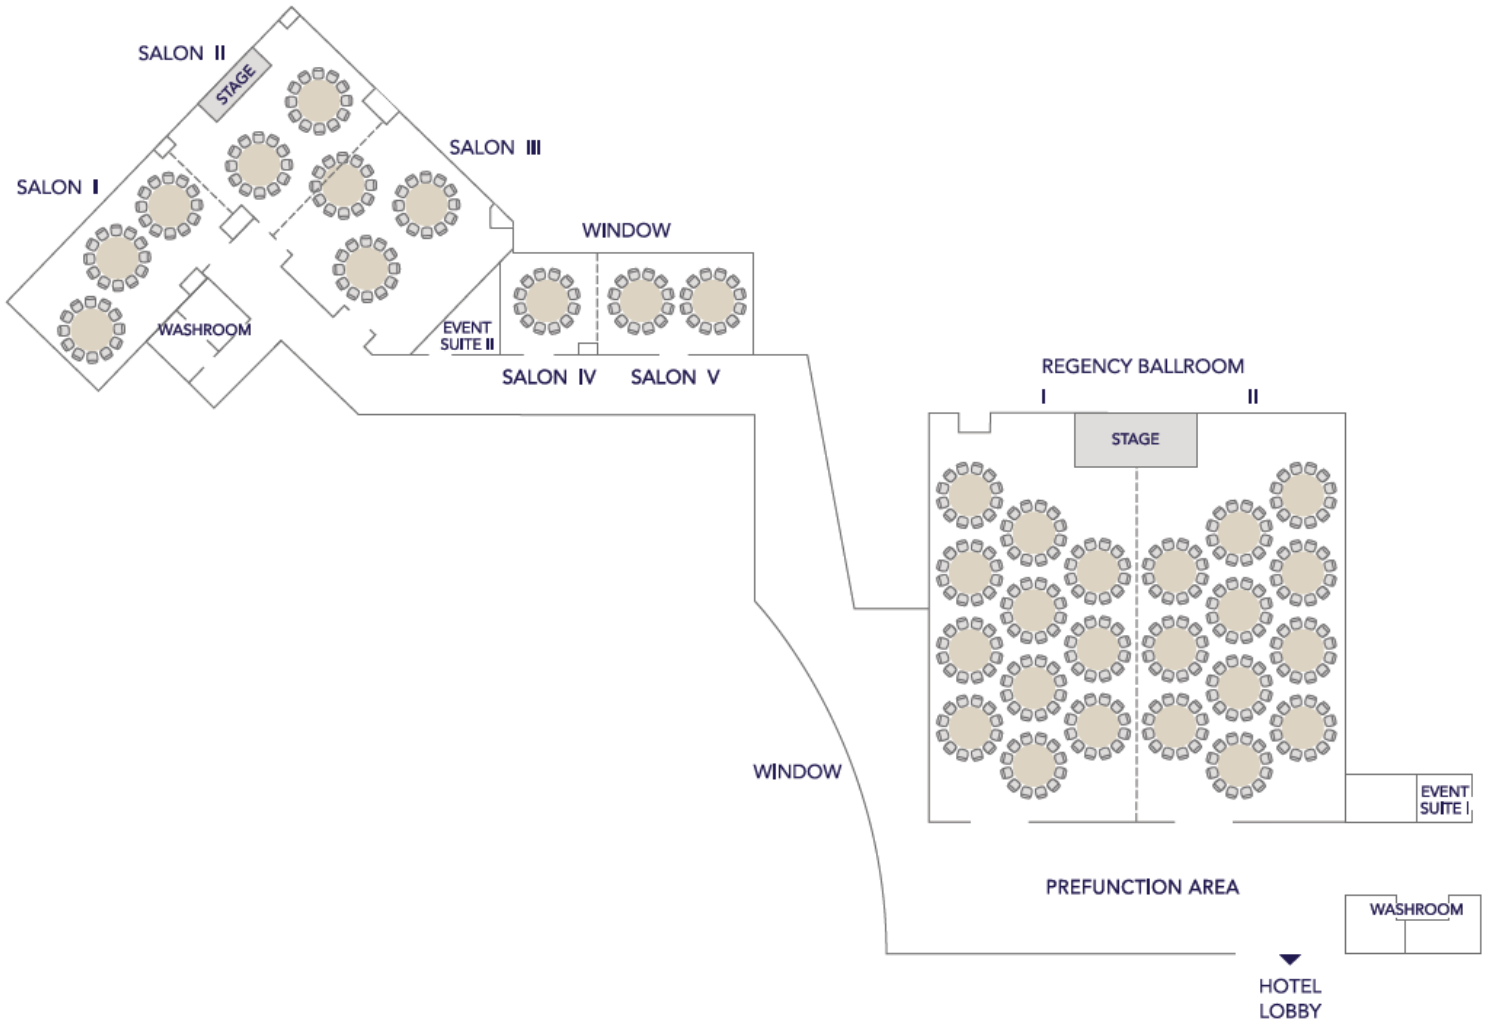 SALON II
STAGE
SALON III
SALON I
WINDOW
WASHROOM
EVENT
SUITE II
SALON IV
SALON V
REGENCY BALLROOM
I
II
STAGE
WINDOW
EVENT
SUITE I
PREFUNCTION AREA
WASHROOM
HOTEL
LOBBY